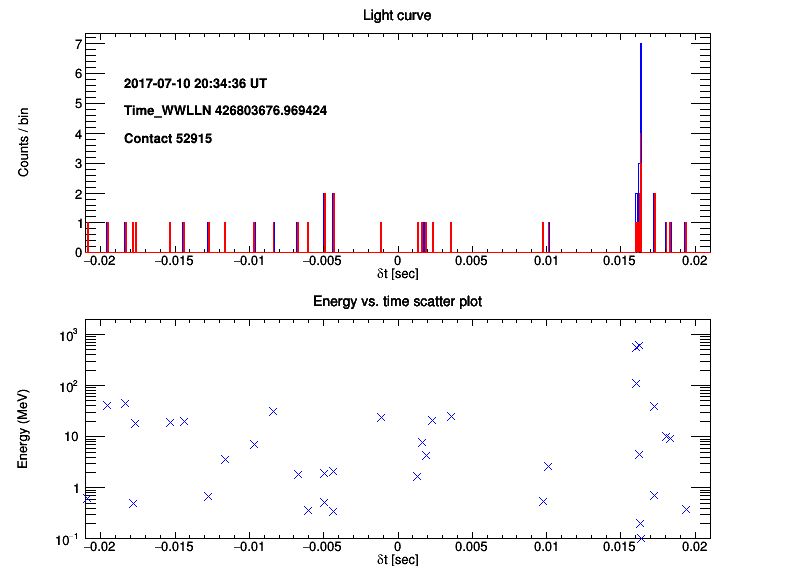 Light curve
7
6
5
4
3
2
1
0
Counts / bin
2017-07-10 20:34:36 UT
Time_WWLLN 426803676.969424
Contact 52915
−0.02 −0.015 −0.01 −0.005 0 0.005 0.01 0.015 0.02
δt [sec]
Energy vs. time scatter plot
10³
10²
10
1
10⁻¹
Energy (MeV)
−0.02 −0.015 −0.01 −0.005 0 0.005 0.01 0.015 0.02
δt [sec]